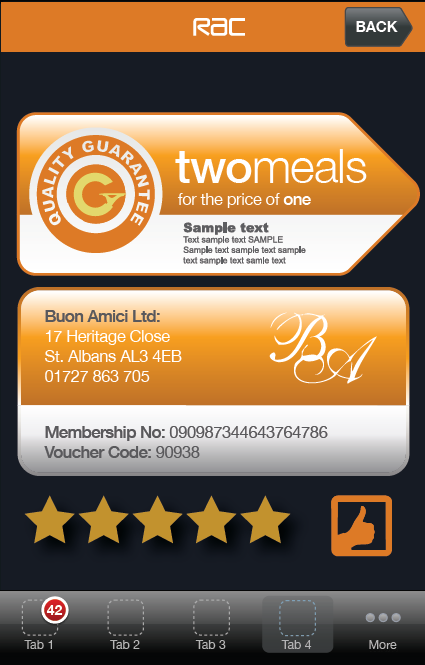 RAC
BACK
QUALITY GUARANTEE
G
twomeals
for the price of one
Sample text
Text sample text SAMPLE
Sample text sample text sample
text sample text samle text
Buon Amici Ltd:
17 Heritage Close
St. Albans AL3 4EB
01727 863 705
BA
Membership No: 090987344643764786
Voucher Code: 90938
42
Tab 1
Tab 2
Tab 3
Tab 4
More